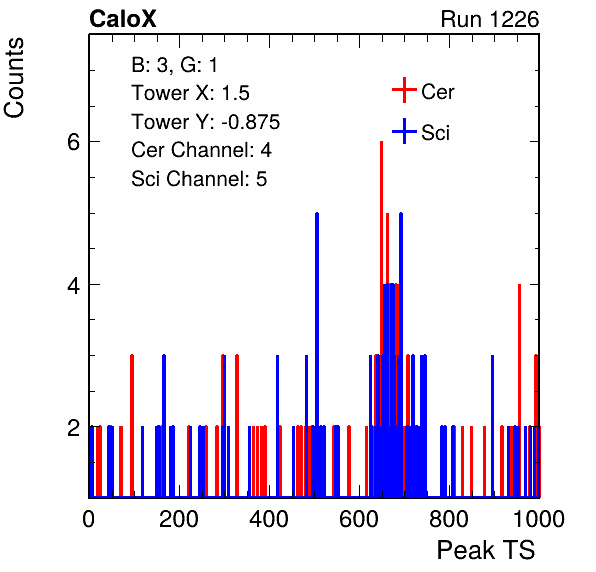 CaloX Run 1226
Counts
B: 3, G: 1
Tower X: 1.5
Tower Y: -0.875
Cer Channel: 4
Sci Channel: 5
Cer
Sci
6
4
2
0 200 400 600 800 1000
Peak TS